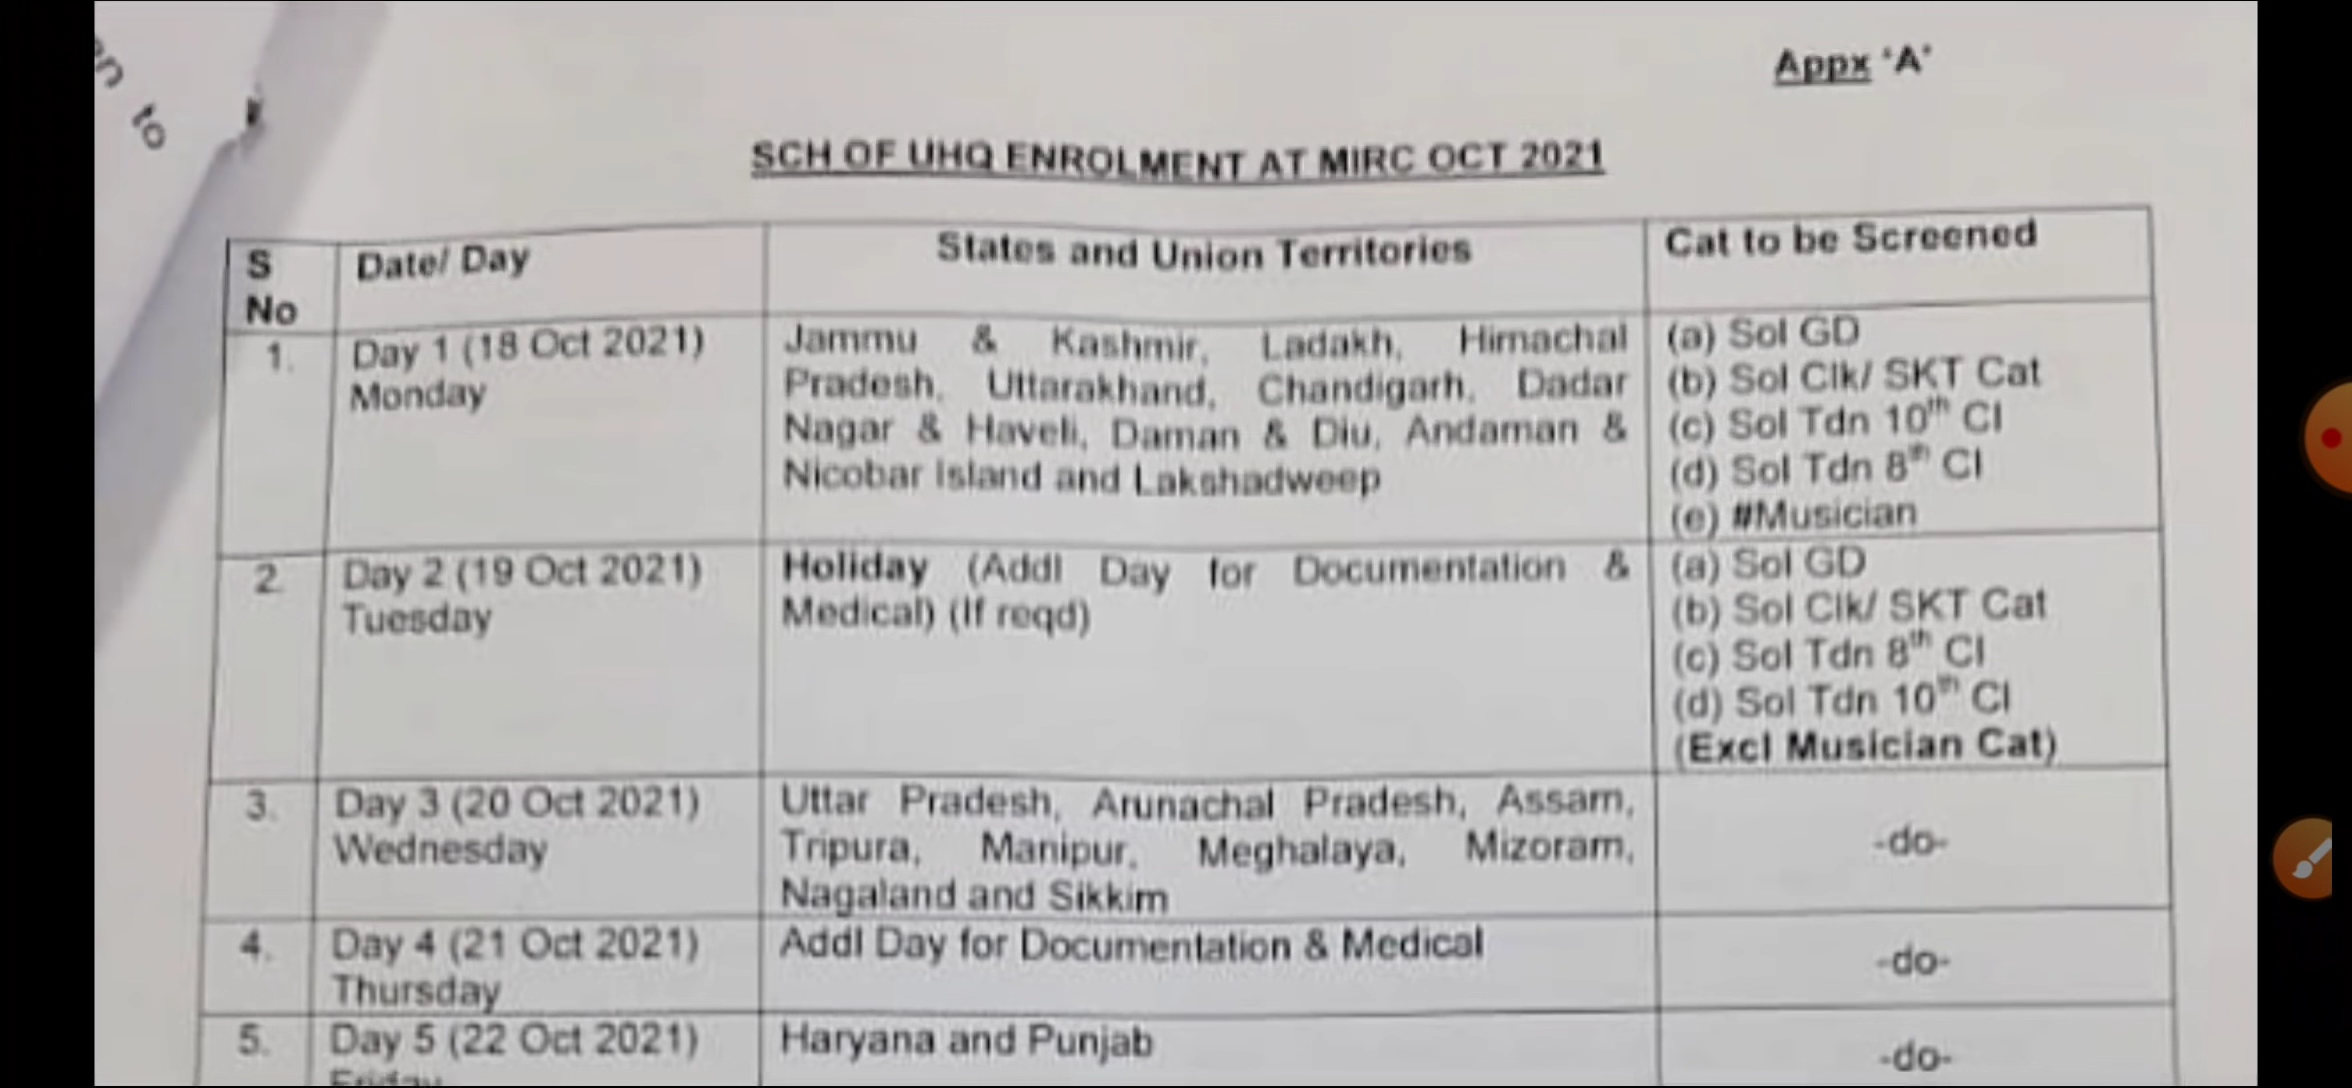 en to
Appx 'A'
SCH OF UHQ ENROLMENT AT MIRC OCT 2021
S No
Date/ Day
States and Union Territories
Cat to be Screened
1.
Day 1 (18 Oct 2021)
Monday
Jammu & Kashmir, Ladakh, Himachal
Pradesh, Uttarakhand, Chandigarh, Dadar
Nagar & Haveli, Daman & Diu, Andaman &
Nicobar Island and Lakshadweep
(a) Sol GD
(b) Sol Clk/ SKT Cat
(c) Sol Tdn 10th Cl
(d) Sol Tdn 8th Cl
(e) #Musician
2.
Day 2 (19 Oct 2021)
Tuesday
Holiday (Addl Day for Documentation &
Medical) (If reqd)
(a) Sol GD
(b) Sol Clk/ SKT Cat
(c) Sol Tdn 8th Cl
(d) Sol Tdn 10th Cl
(Excl Musician Cat)
3.
Day 3 (20 Oct 2021)
Wednesday
Uttar Pradesh, Arunachal Pradesh, Assam,
Tripura, Manipur, Meghalaya, Mizoram,
Nagaland and Sikkim
-do-
4.
Day 4 (21 Oct 2021)
Thursday
Addl Day for Documentation & Medical
-do-
5.
Day 5 (22 Oct 2021)
Friday
Haryana and Punjab
-do-